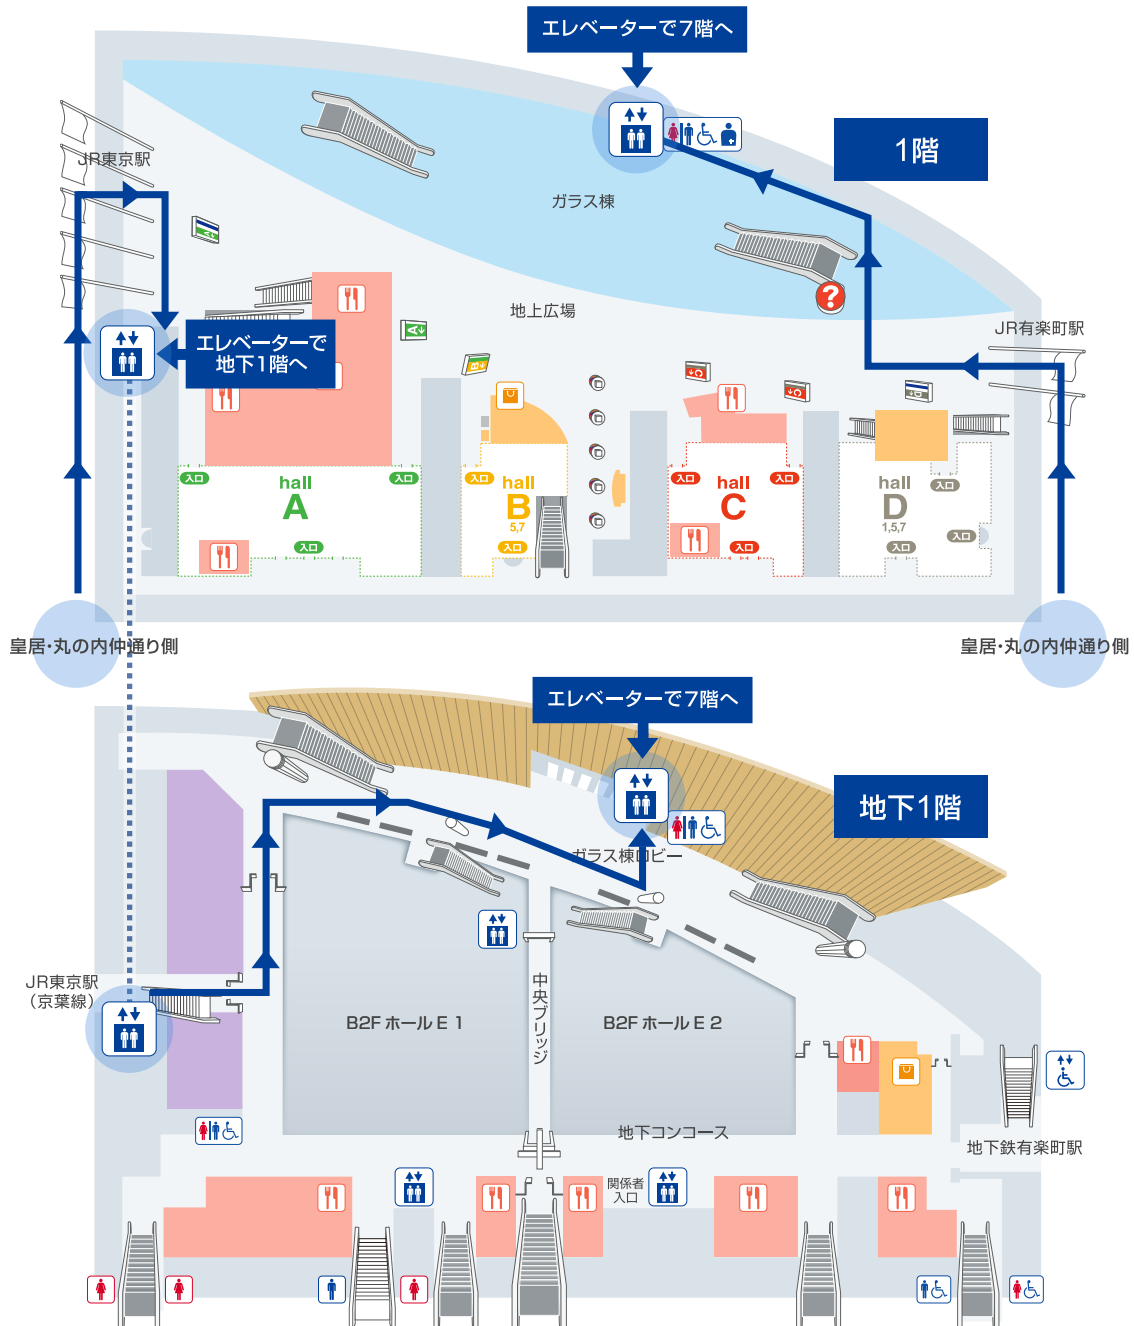 エレベーターで7階へ
1階
JR東京駅
ガラス棟
A
地上広場
?
JR有楽町駅
エレベーターで
地下1階へ
A
B
C
C
D
入口
入口
hall
A
入口
入口
hall
B
5,7
入口
入口
入口
hall
C
入口
hall
D
1,5,7
入口
入口
入口
皇居・丸の内仲通り側
皇居・丸の内仲通り側
エレベーターで7階へ
地下1階
ガラス棟ロビー
JR東京駅
（京葉線）
中央ブリッジ
B2F ホール E 1
B2F ホール E 2
地下コンコース
地下鉄有楽町駅
関係者
入口